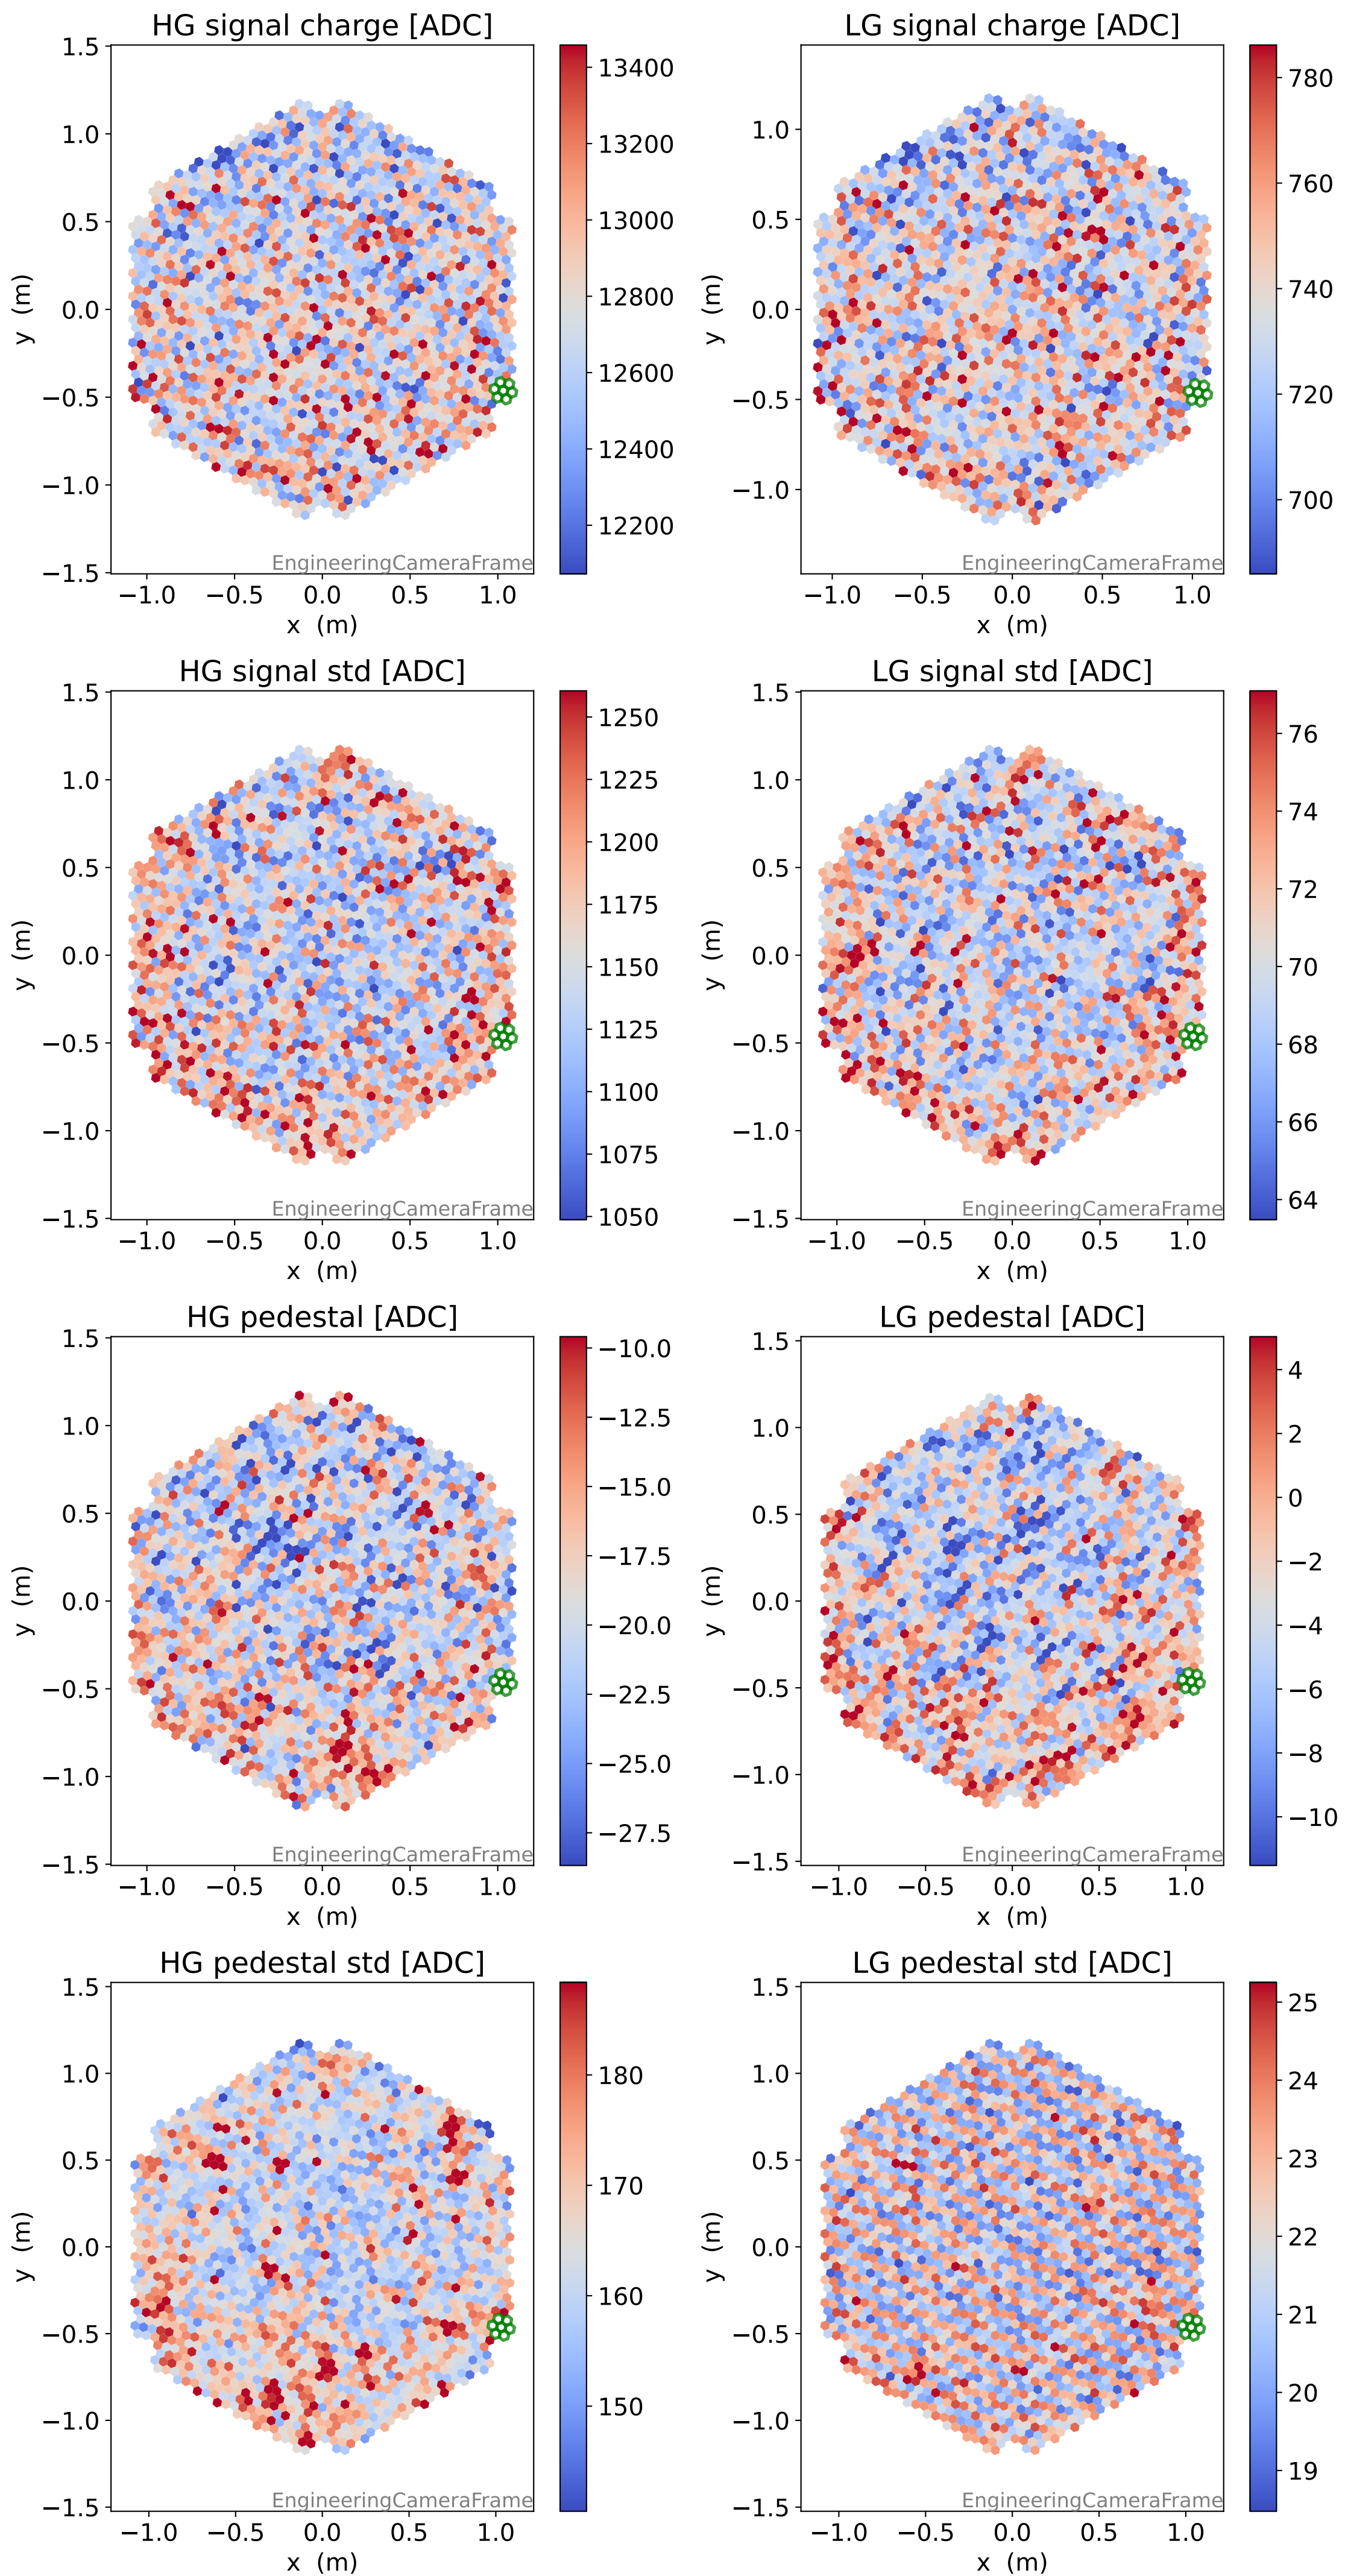 HG signal charge [ADC]
1.5
1.0
0.5
0.0
−0.5
−1.0
−1.5
y (m)
−1.0 −0.5 0.0 0.5 1.0
x (m)
EngineeringCameraFrame
13400
13200
13000
12800
12600
12400
12200
LG signal charge [ADC]
1.0
0.5
0.0
−0.5
−1.0
y (m)
−1.0 −0.5 0.0 0.5 1.0
x (m)
EngineeringCameraFrame
780
760
740
720
700
HG signal std [ADC]
1.5
1.0
0.5
0.0
−0.5
−1.0
−1.5
y (m)
−1.0 −0.5 0.0 0.5 1.0
x (m)
EngineeringCameraFrame
1250
1225
1200
1175
1150
1125
1100
1075
1050
LG signal std [ADC]
1.5
1.0
0.5
0.0
−0.5
−1.0
−1.5
y (m)
−1.0 −0.5 0.0 0.5 1.0
x (m)
EngineeringCameraFrame
76
74
72
70
68
66
64
HG pedestal [ADC]
1.5
1.0
0.5
0.0
−0.5
−1.0
−1.5
y (m)
−1.0 −0.5 0.0 0.5 1.0
x (m)
EngineeringCameraFrame
−10.0
−12.5
−15.0
−17.5
−20.0
−22.5
−25.0
−27.5
LG pedestal [ADC]
1.5
1.0
0.5
0.0
−0.5
−1.0
−1.5
y (m)
−1.0 −0.5 0.0 0.5 1.0
x (m)
EngineeringCameraFrame
4
2
0
−2
−4
−6
−8
−10
HG pedestal std [ADC]
1.5
1.0
0.5
0.0
−0.5
−1.0
−1.5
y (m)
−1.0 −0.5 0.0 0.5 1.0
x (m)
EngineeringCameraFrame
180
170
160
150
LG pedestal std [ADC]
1.5
1.0
0.5
0.0
−0.5
−1.0
−1.5
y (m)
−1.0 −0.5 0.0 0.5 1.0
x (m)
EngineeringCameraFrame
25
24
23
22
21
20
19